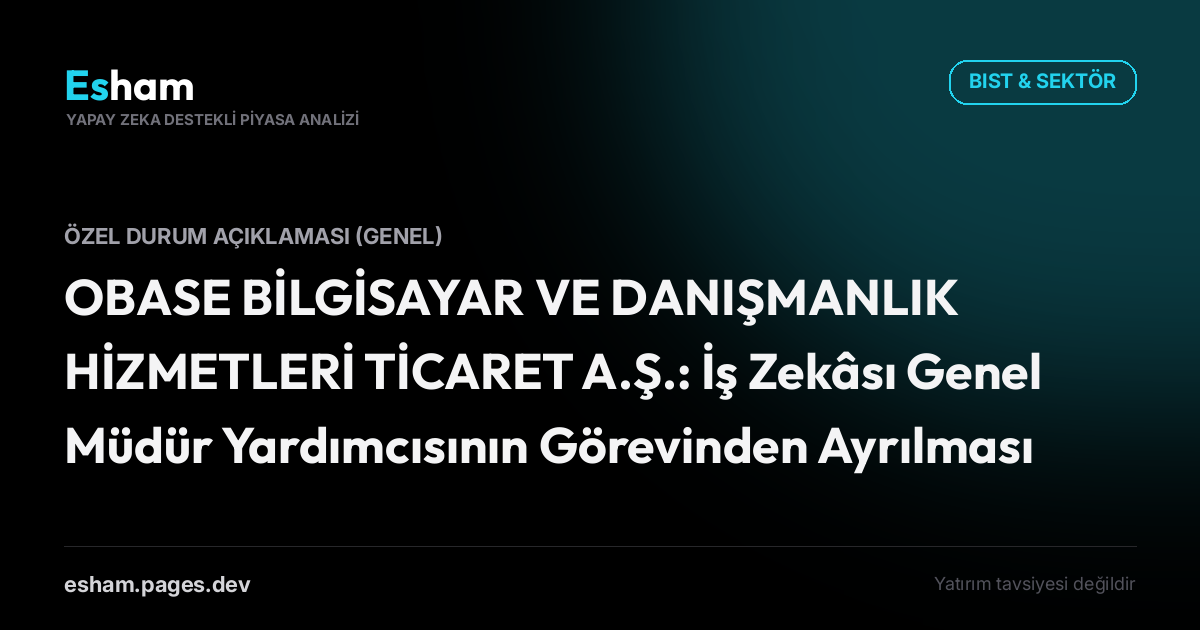 Esham
BIST & SEKTÖR
YAPAY ZEKA DESTEKLİ PİYASA ANALİZİ
ÖZEL DURUM AÇIKLAMASI (GENEL)
OBASE BİLGİSAYAR VE DANIŞMANLIK
HİZMETLERİ TİCARET A.Ş.: İş Zekâsı Genel
Müdür Yardımcısının Görevinden Ayrılması
esham.pages.dev
Yatırım tavsiyesi değildir